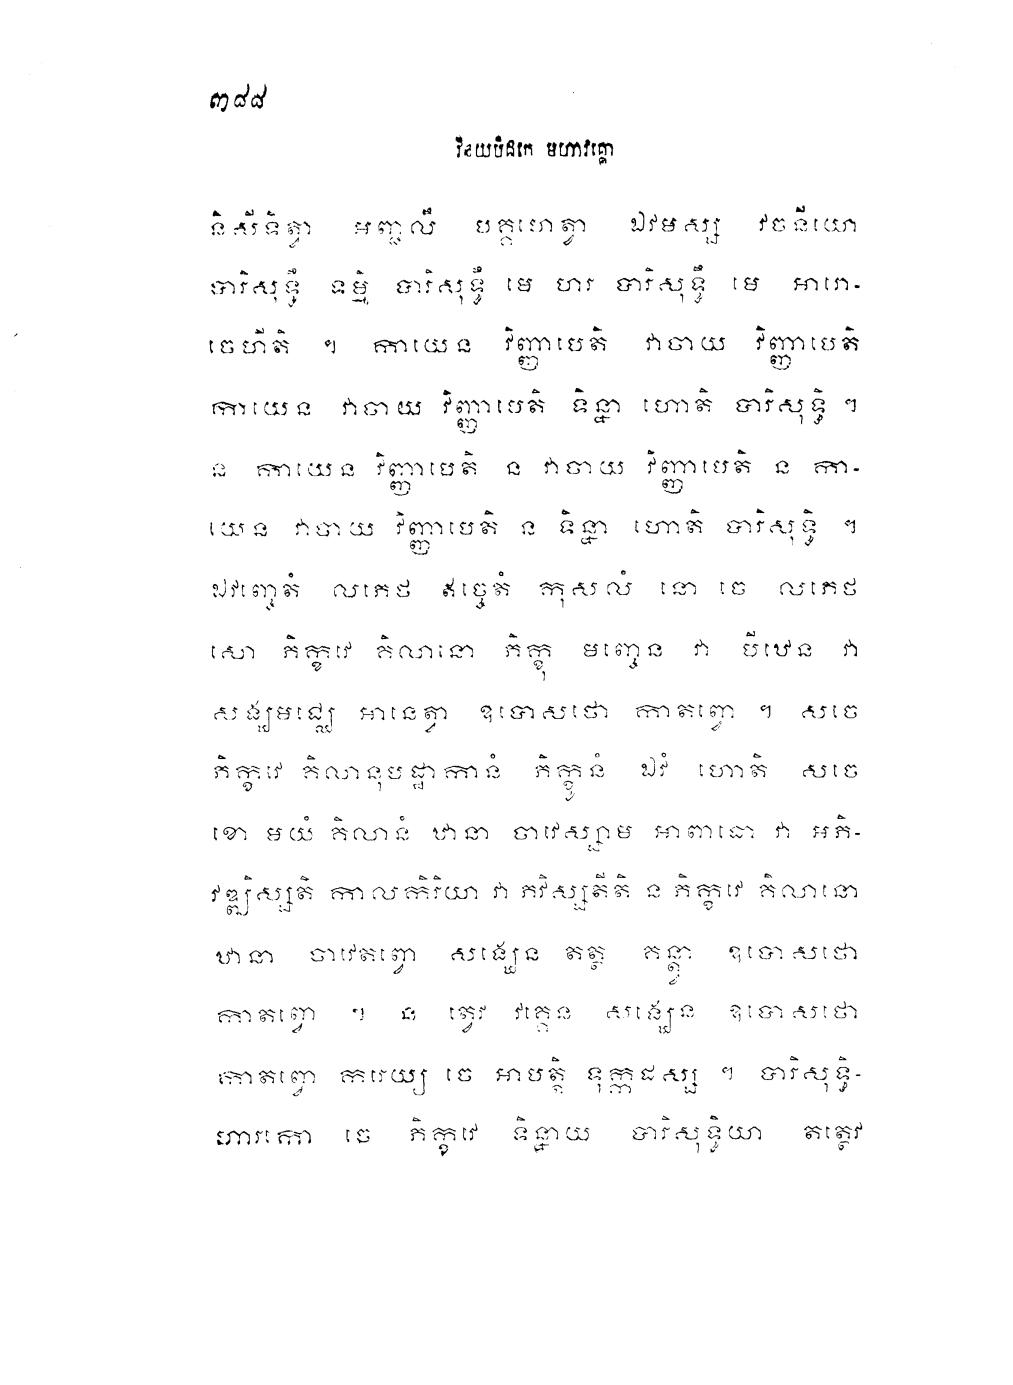 ៣៨៨
វិនយបិដកេ មហាវគ្គោ
និសីទិត្វា អញ្ជលឹ បគ្គហេត្វា ឯវមស្ស វចនីយោ
បារិសុទ្ធឹ ទម្មិ បារិសុទ្ធឹ មេ ហរ បារិសុទ្ធឹ មេ អារោ-
ចេហីតិ ។ កាយេន វិញ្ញាបេតិ វាចាយ វិញ្ញាបេតិ
កាយេន វាចាយ វិញ្ញាបេតិ ទិន្នា ហោតិ បារិសុទ្ធិ ។
ន កាយេន វិញ្ញាបេតិ ន វាចាយ វិញ្ញាបេតិ ន កា-
យេន វាចាយ វិញ្ញាបេតិ ន ទិន្នា ហោតិ បារិសុទ្ធិ ។
ឯវញ្ចេតំ លភេថ ឥច្ចេតំ កុសលំ នោ ចេ លភេថ
សោ ភិក្ខវេ គិលានោ ភិក្ខុ មញ្ចេន វា បីឋេន វា
សង្ឃមជ្ឈេ អានេត្វា ឧបោសថោ កាតព្វោ ។ សចេ
ភិក្ខវេ គិលានុបដ្ឋាកានំ ភិក្ខូនំ ឯវំ ហោតិ សចេ
ខោ មយំ គិលានំ ឋានា ចាវេស្សាម អាពាធោ វា អភិ-
វឌ្ឍិស្សតិ កាលកិរិយា វា ភវិស្សតីតិ ន ភិក្ខវេ គិលានោ
ឋានា ចាវេតព្វោ សង្ឃេន តត្ថ គន្ត្វា ឧបោសថោ
កាតព្វោ ។ ន ត្វេវ វគ្គេន សង្ឃេន ឧបោសថោ
កាតព្វោ ករេយ្យ ចេ អាបត្តិ ទុក្កដស្ស ។ បារិសុទ្ធិ-
ហារកោ ចេ ភិក្ខវេ ទិន្នាយ បារិសុទ្ធិយា តត្ថេវ